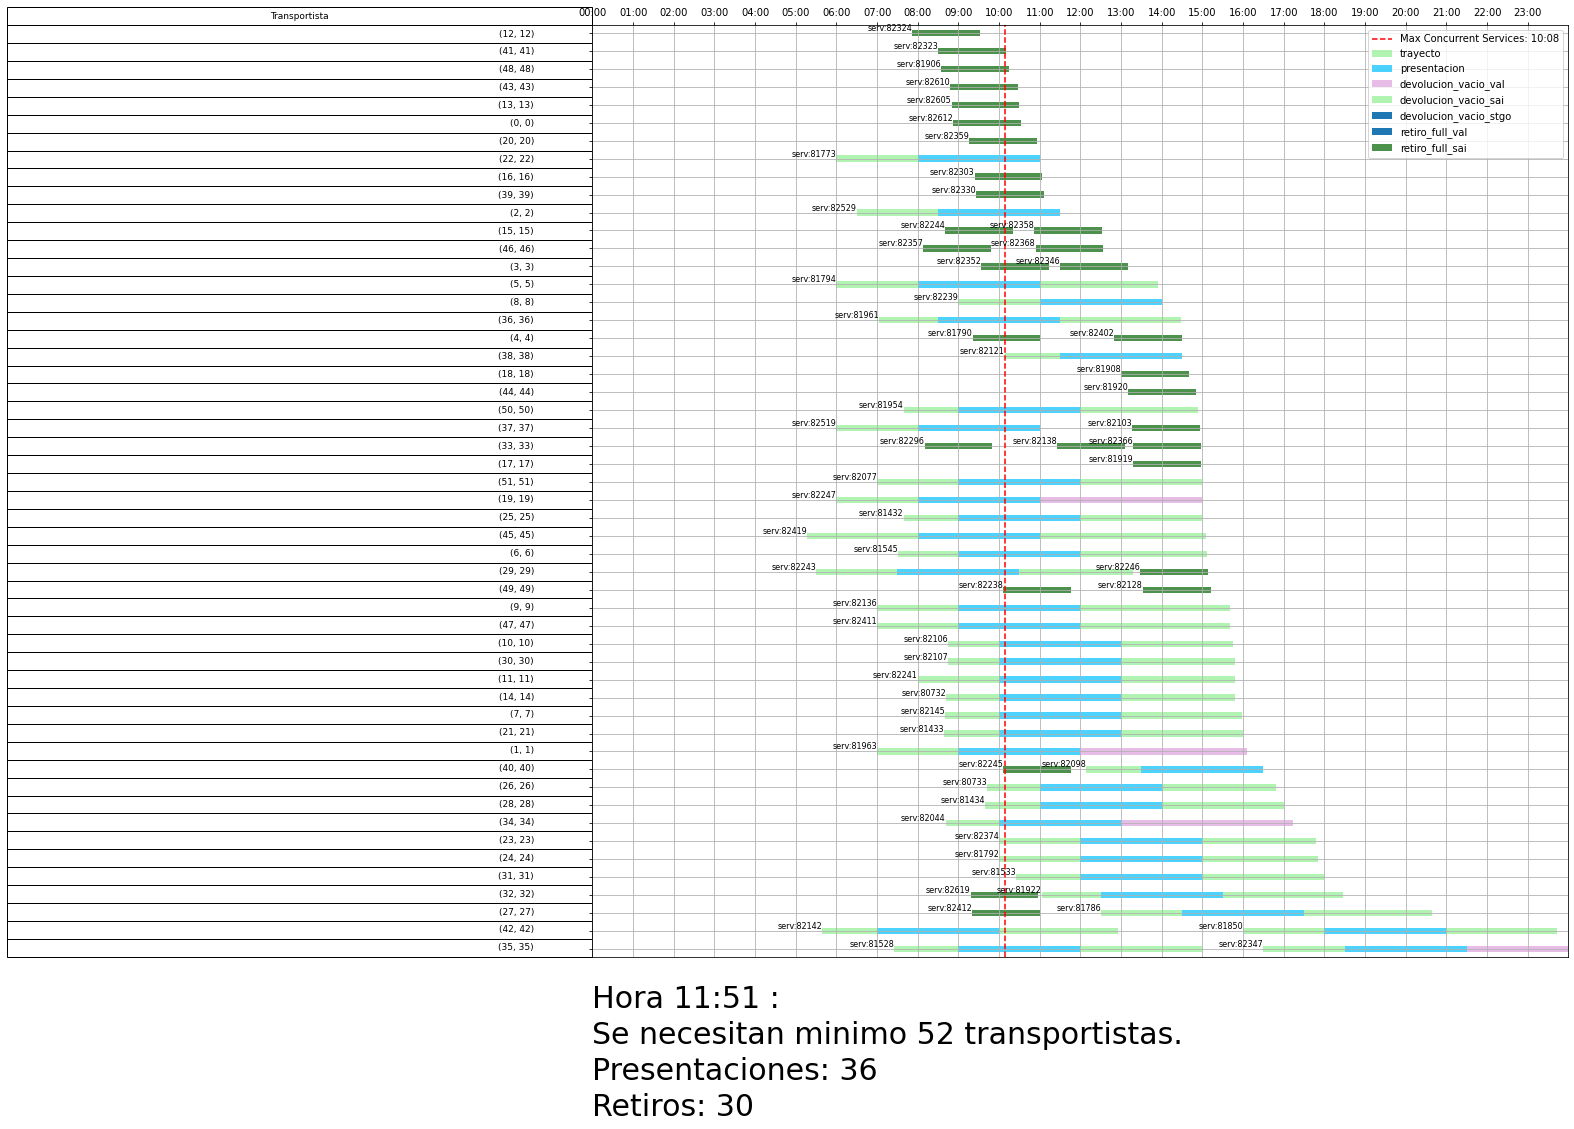 Transportista
00:00 01:00 02:00 03:00 04:00 05:00 06:00 07:00 08:00 09:00 10:00 11:00 12:00 13:00 14:00 15:00 16:00 17:00 18:00 19:00 20:00 21:00 22:00 23:00
Max Concurrent Services: 10:08
trayecto
presentacion
devolucion_vacio_val
devolucion_vacio_sai
devolucion_vacio_stgo
retiro_full_val
retiro_full_sai
(12, 12) serv:82324
(41, 41) serv:82323
(48, 48) serv:81906
(43, 43) serv:82610
(13, 13) serv:82605
(0, 0) serv:82612
(20, 20) serv:82359
(22, 22) serv:81773
(16, 16) serv:82303
(39, 39) serv:82330
(2, 2) serv:82529
(15, 15) serv:82244 serv:82358
(46, 46) serv:82357 serv:82368
(3, 3) serv:82352 serv:82346
(5, 5) serv:81794
(8, 8) serv:82239
(36, 36) serv:81961
(4, 4) serv:81790 serv:82402
(38, 38) serv:82121
(18, 18) serv:81908
(44, 44) serv:81920
(50, 50) serv:81954
(37, 37) serv:82519 serv:82103
(33, 33) serv:82296 serv:82138 serv:82366
(17, 17) serv:81919
(51, 51) serv:82077
(19, 19) serv:82247
(25, 25) serv:81432
(45, 45) serv:82419
(6, 6) serv:81545
(29, 29) serv:82243 serv:82246
(49, 49) serv:82238 serv:82128
(9, 9) serv:82136
(47, 47) serv:82411
(10, 10) serv:82106
(30, 30) serv:82107
(11, 11) serv:82241
(14, 14) serv:80732
(7, 7) serv:82145
(21, 21) serv:81433
(1, 1) serv:81963
(40, 40) serv:82245 serv:82098
(26, 26) serv:80733
(28, 28) serv:81434
(34, 34) serv:82044
(23, 23) serv:82374
(24, 24) serv:81792
(31, 31) serv:81533
(32, 32) serv:82619 serv:81922
(27, 27) serv:82412 serv:81786
(42, 42) serv:82142 serv:81850
(35, 35) serv:81528 serv:82347
Hora 11:51 :
Se necesitan minimo 52 transportistas.
Presentaciones: 36
Retiros: 30